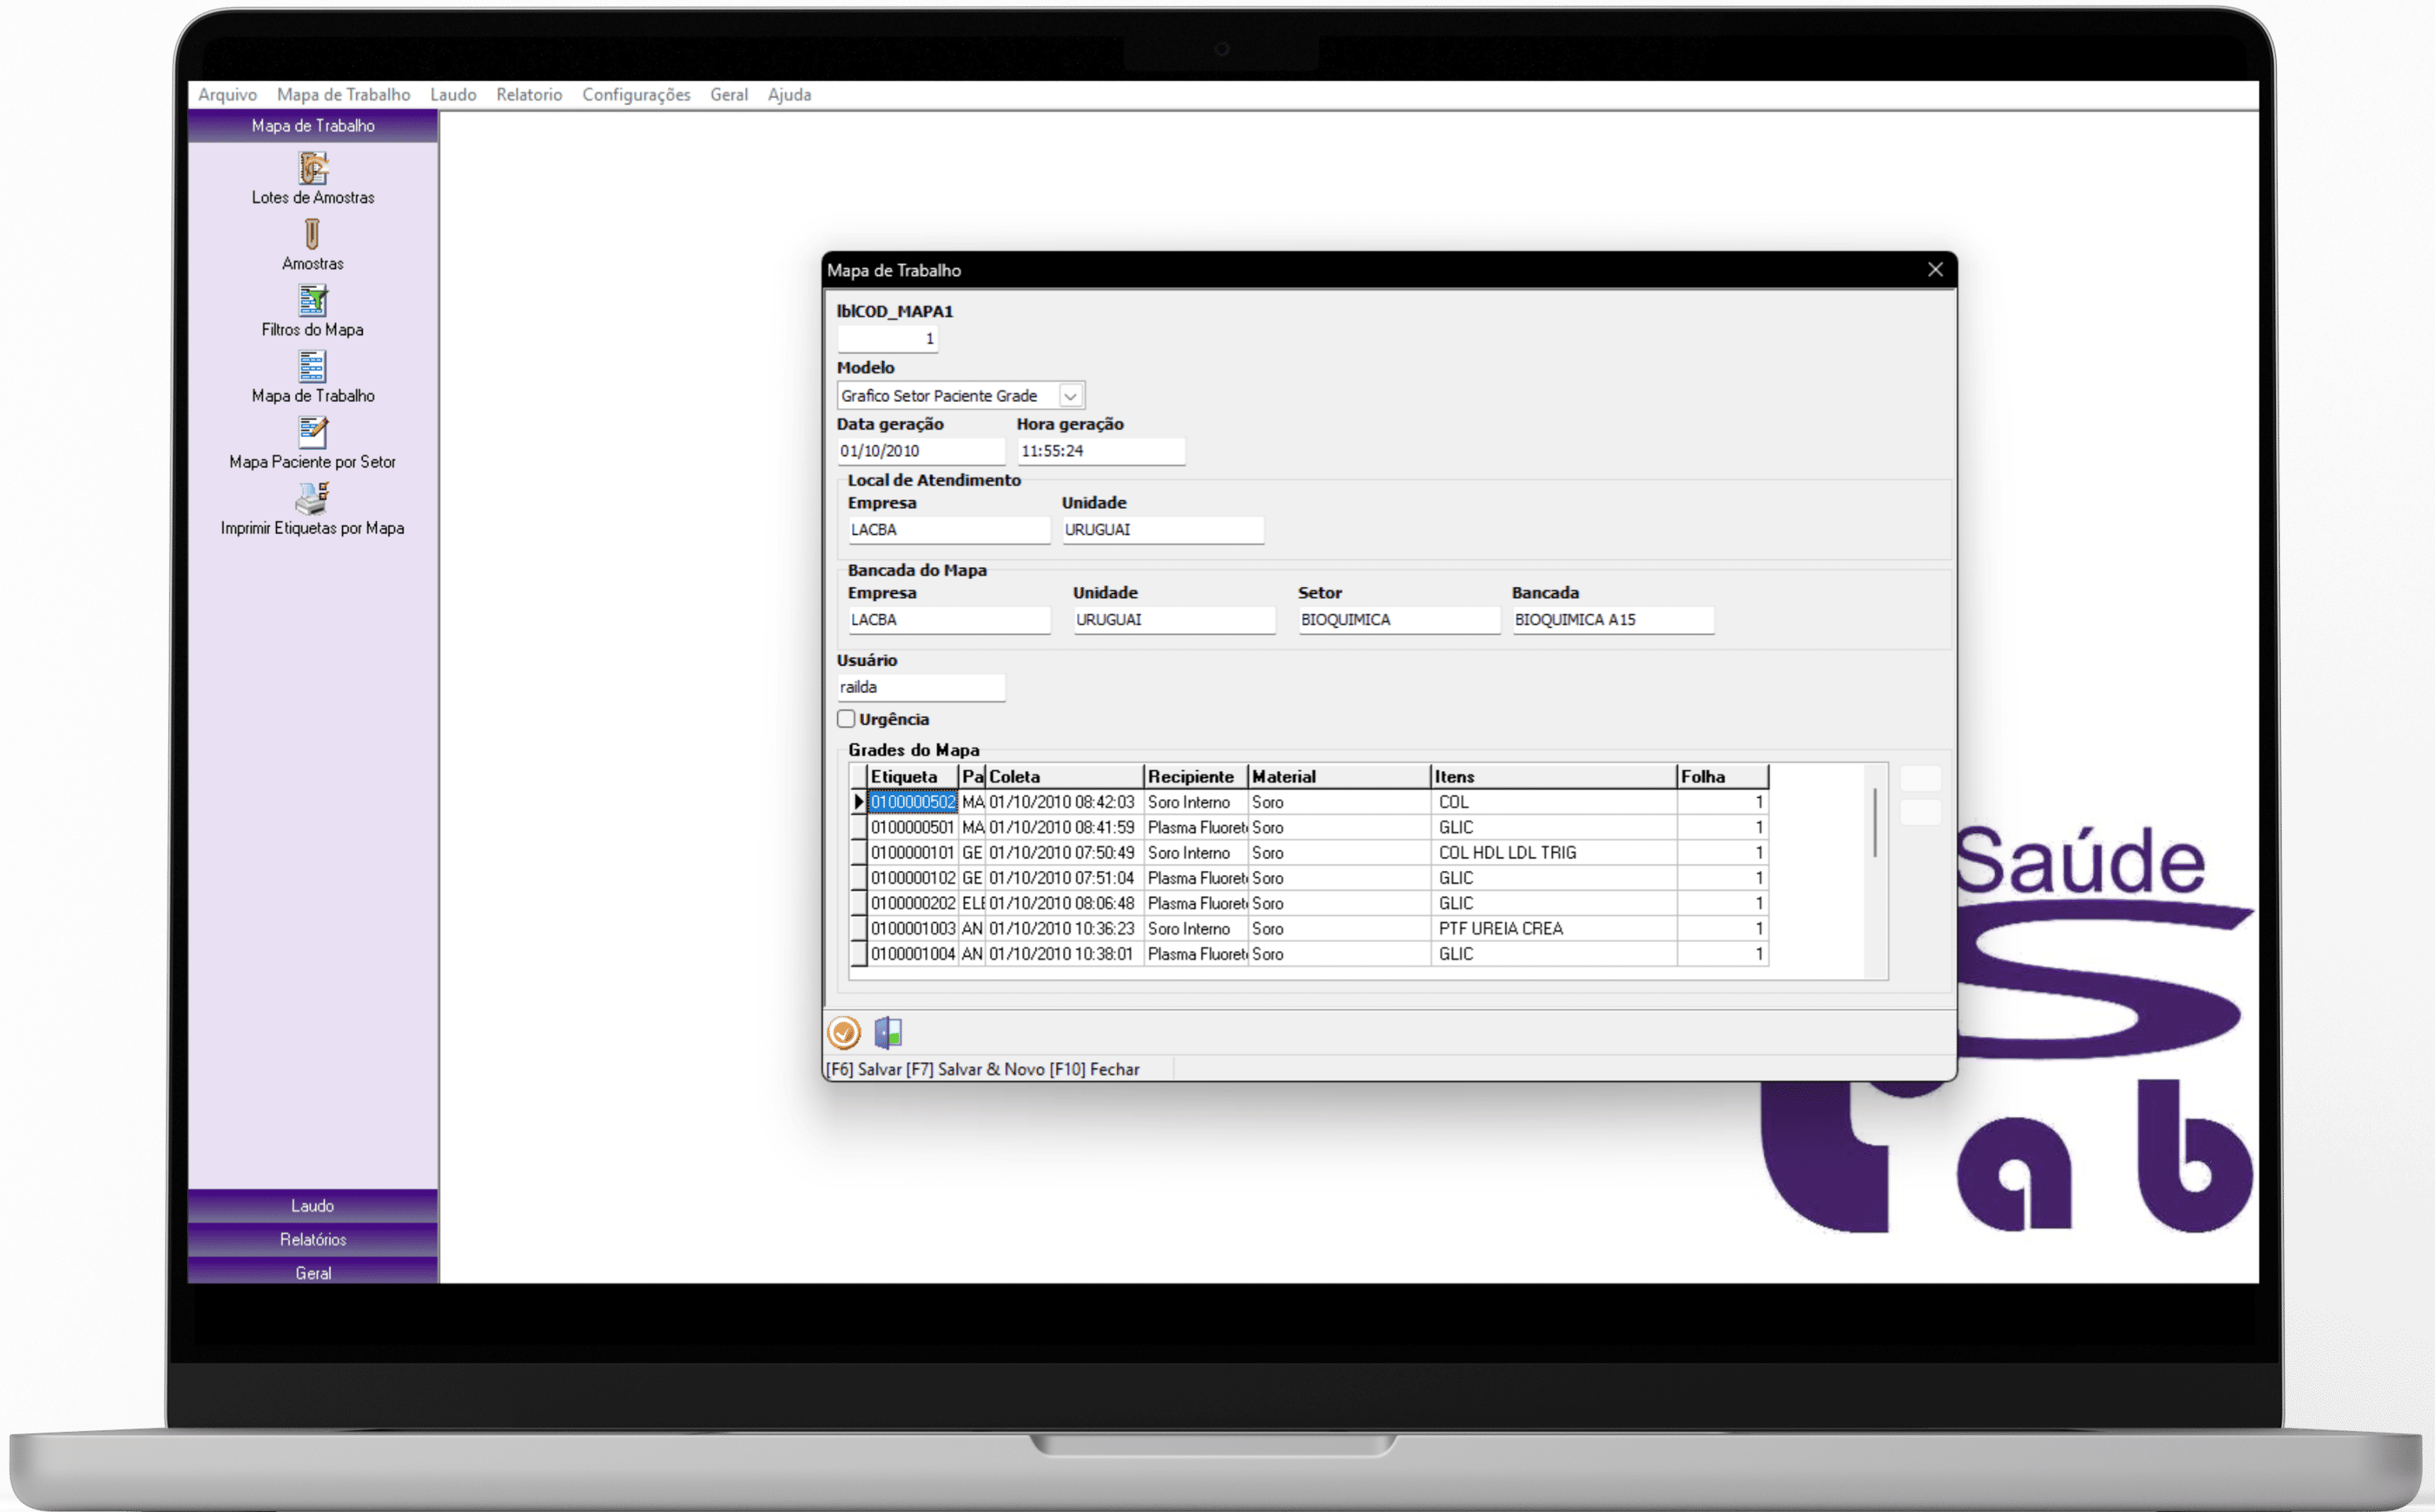 Arquivo Mapa de Trabalho Laudo Relatorio Configurações Geral Ajuda
Mapa de Trabalho
Lotes de Amostras
Amostras
Filtros do Mapa
Mapa de Trabalho
Mapa Paciente por Setor
Imprimir Etiquetas por Mapa
Laudo
Relatórios
Geral
Mapa de Trabalho
lblCOD_MAPA1
1
Modelo
Grafico Setor Paciente Grade
Data geração Hora geração
01/10/2010 11:55:24
Local de Atendimento
Empresa Unidade
LACBA URUGUAI
Bancada do Mapa
Empresa Unidade Setor Bancada
LACBA URUGUAI BIOQUIMICA BIOQUIMICA A15
Usuário
railda
Urgência
Grades do Mapa
Etiqueta Pa Coleta Recipiente Material Itens Folha
0100000502 MA 01/10/2010 08:42:03 Soro Interno Soro COL 1
0100000501 MA 01/10/2010 08:41:59 Plasma Fluoret Soro GLIC 1
0100000101 GE 01/10/2010 07:50:49 Soro Interno Soro COL HDL LDL TRIG 1
0100000102 GE 01/10/2010 07:51:04 Plasma Fluoret Soro GLIC 1
0100000202 ELE 01/10/2010 08:06:48 Plasma Fluoret Soro GLIC 1
0100001003 AN 01/10/2010 10:36:23 Soro Interno Soro PTF UREIA CREA 1
0100001004 AN 01/10/2010 10:38:01 Plasma Fluoret Soro GLIC 1
[F6] Salvar [F7] Salvar & Novo [F10] Fechar
Saúde
S
Lab